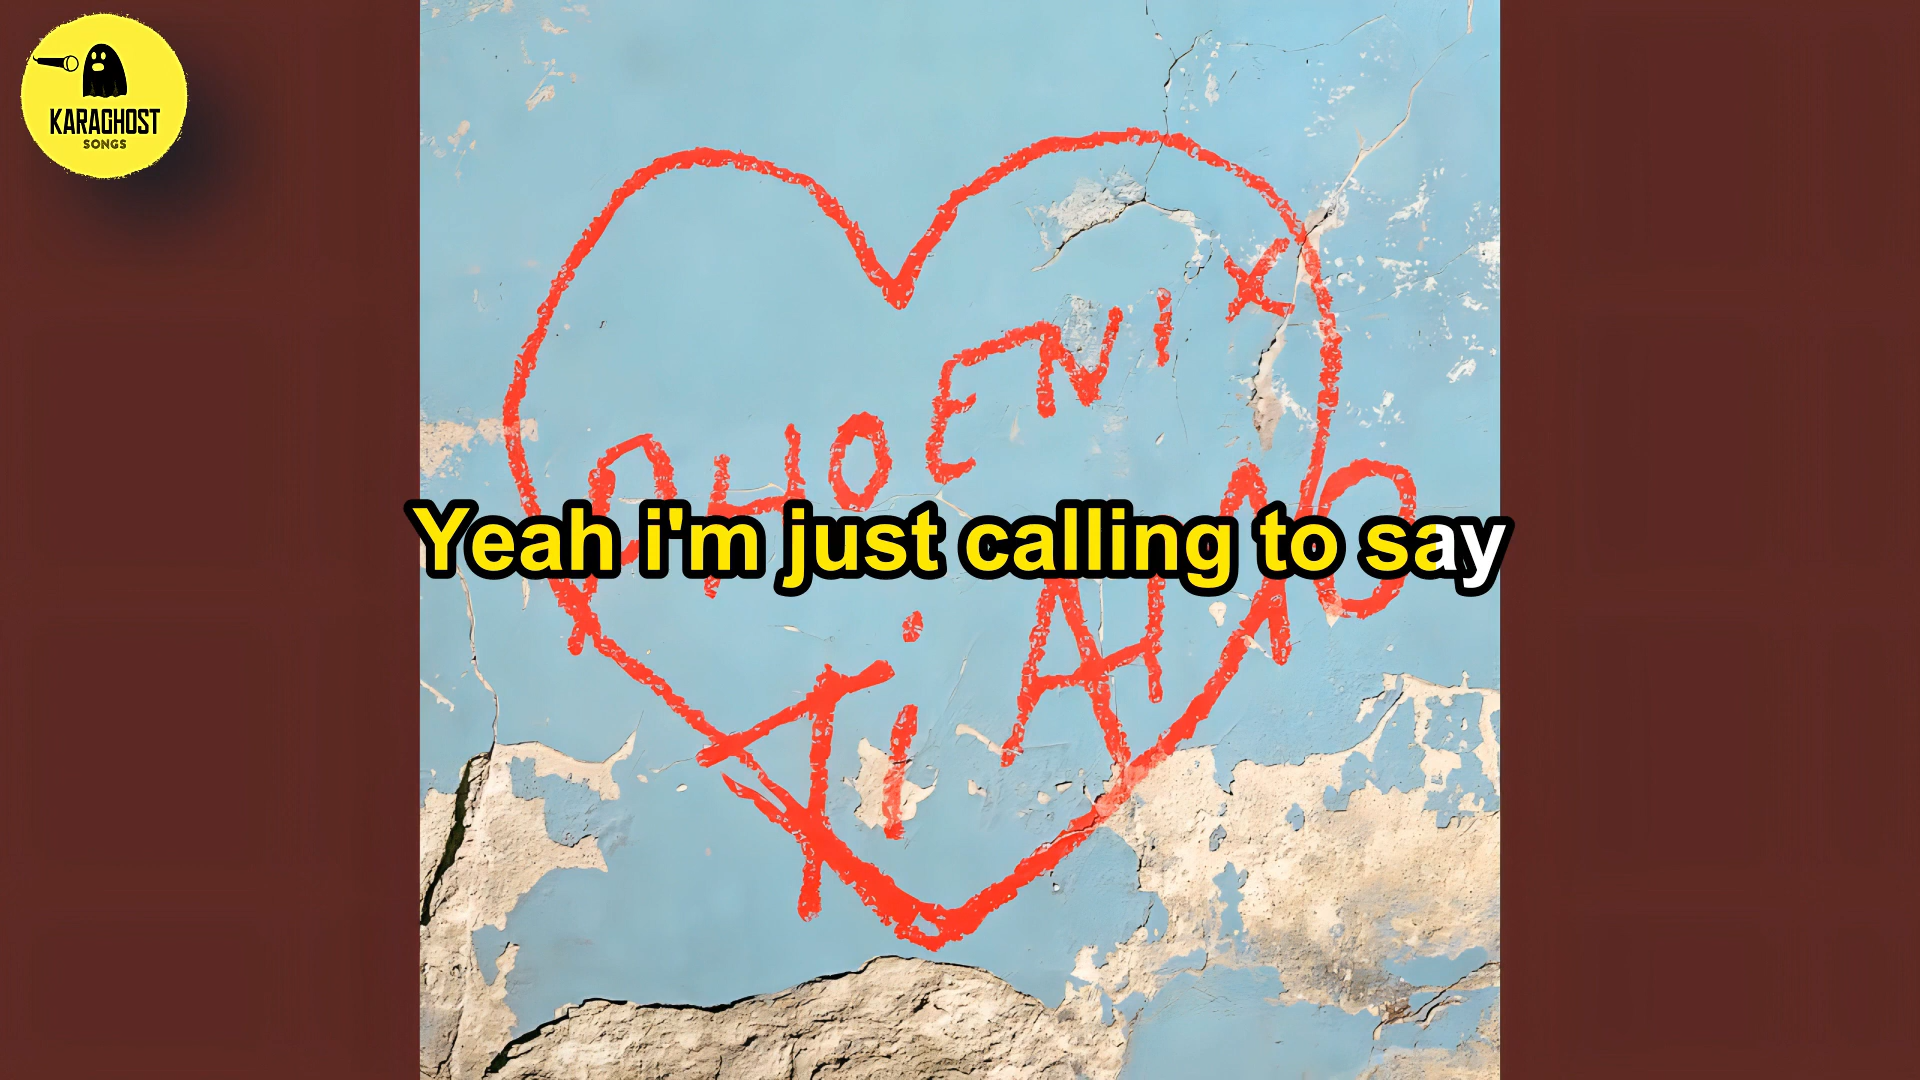 KARAGHOST
SONGS
PHOENIX
Yeah i'm just calling to say
Ti AMO